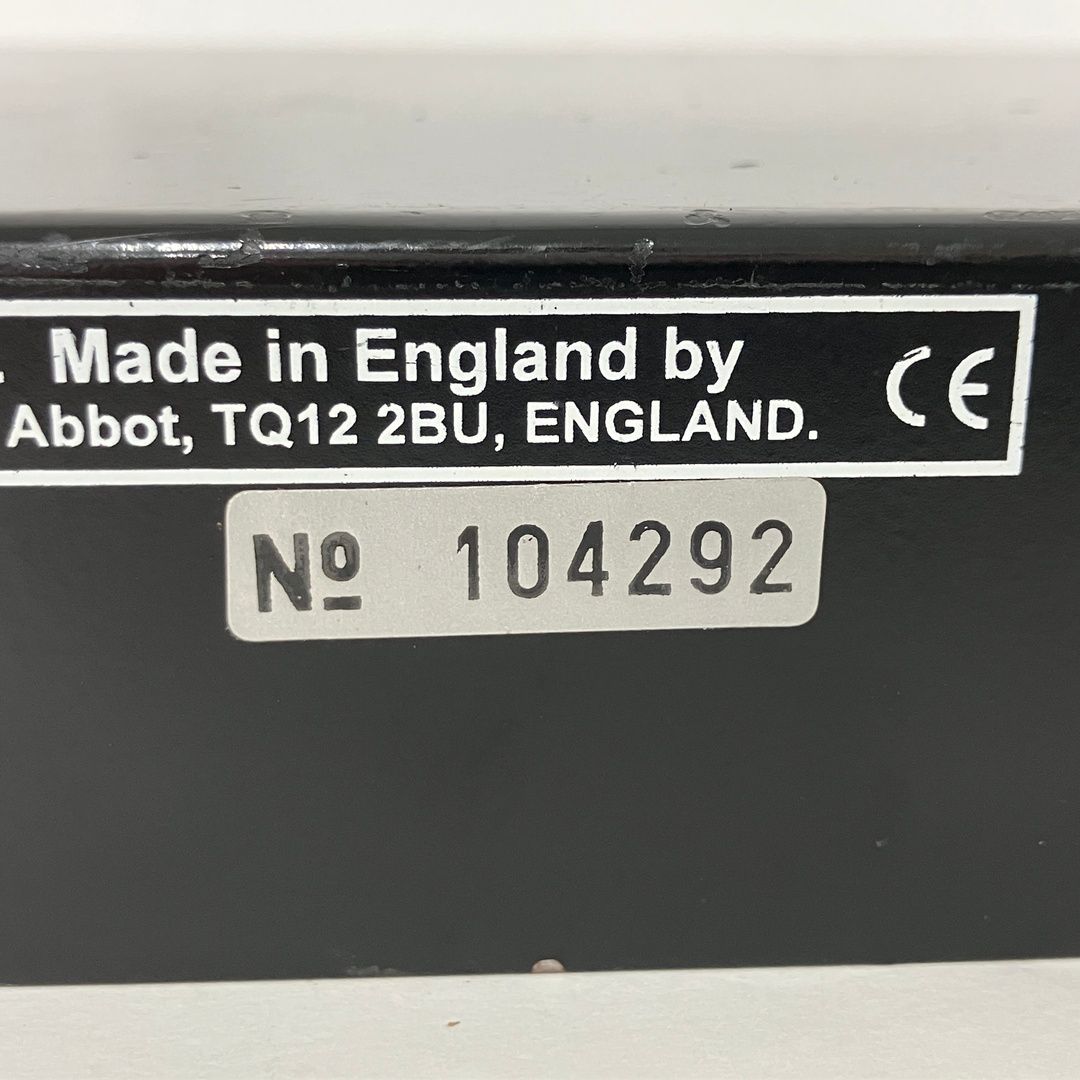 . Made in England by
Abbot, TQ12 2BU, ENGLAND.
CE
Nº 104292